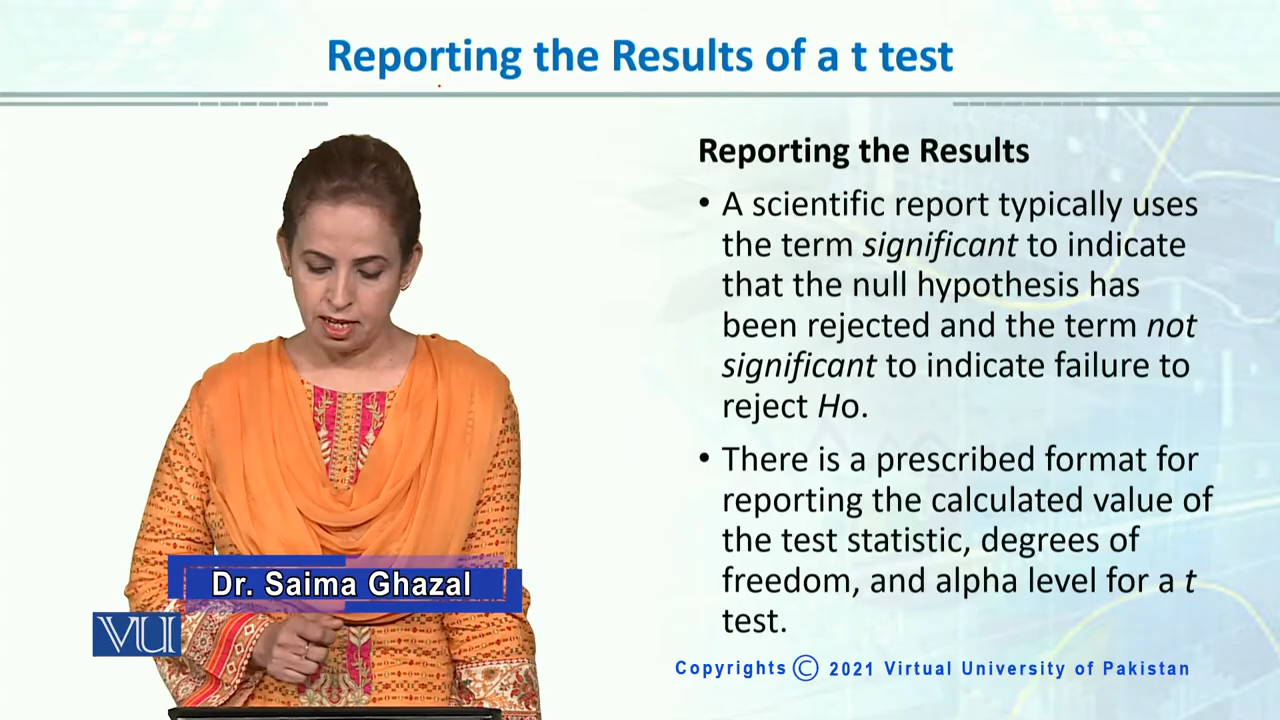 Reporting the Results of a t test
Reporting the Results
• A scientific report typically uses
the term significant to indicate
that the null hypothesis has
been rejected and the term not
significant to indicate failure to
reject Ho.
• There is a prescribed format for
reporting the calculated value of
the test statistic, degrees of
freedom, and alpha level for a t
test.
Dr. Saima Ghazal
VU
Copyrights © 2021 Virtual University of Pakistan